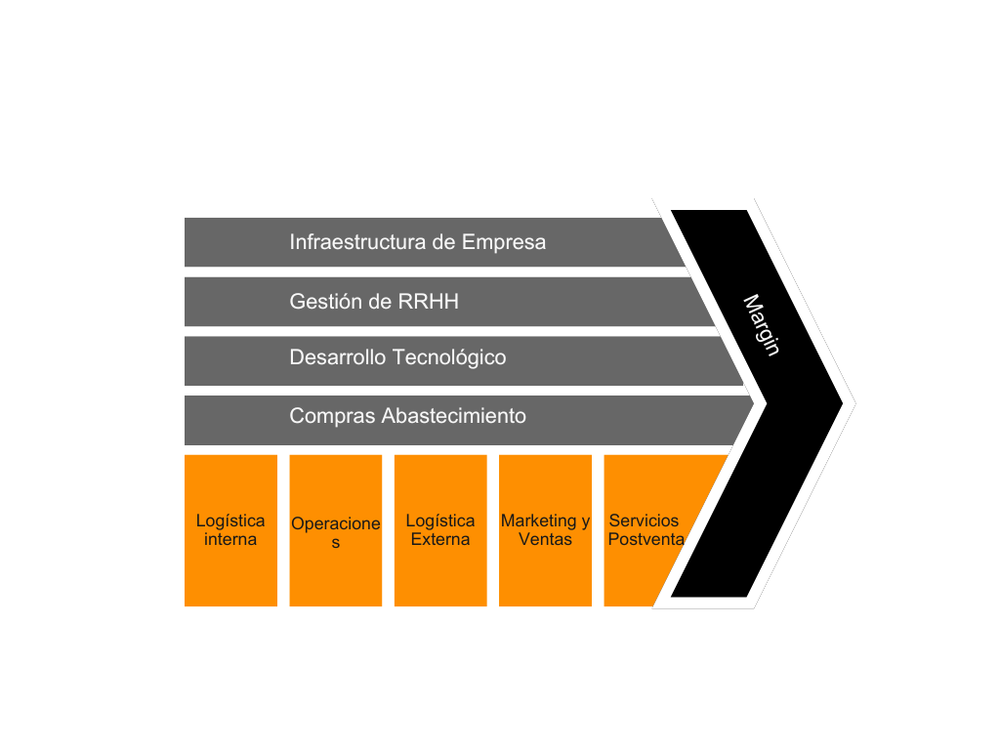 Infraestructura de Empresa
Gestión de RRHH
Desarrollo Tecnológico
Compras Abastecimiento
Margin
Logística
interna
Operacione
s
Logística
Externa
Marketing y
Ventas
Servicios
Postventa